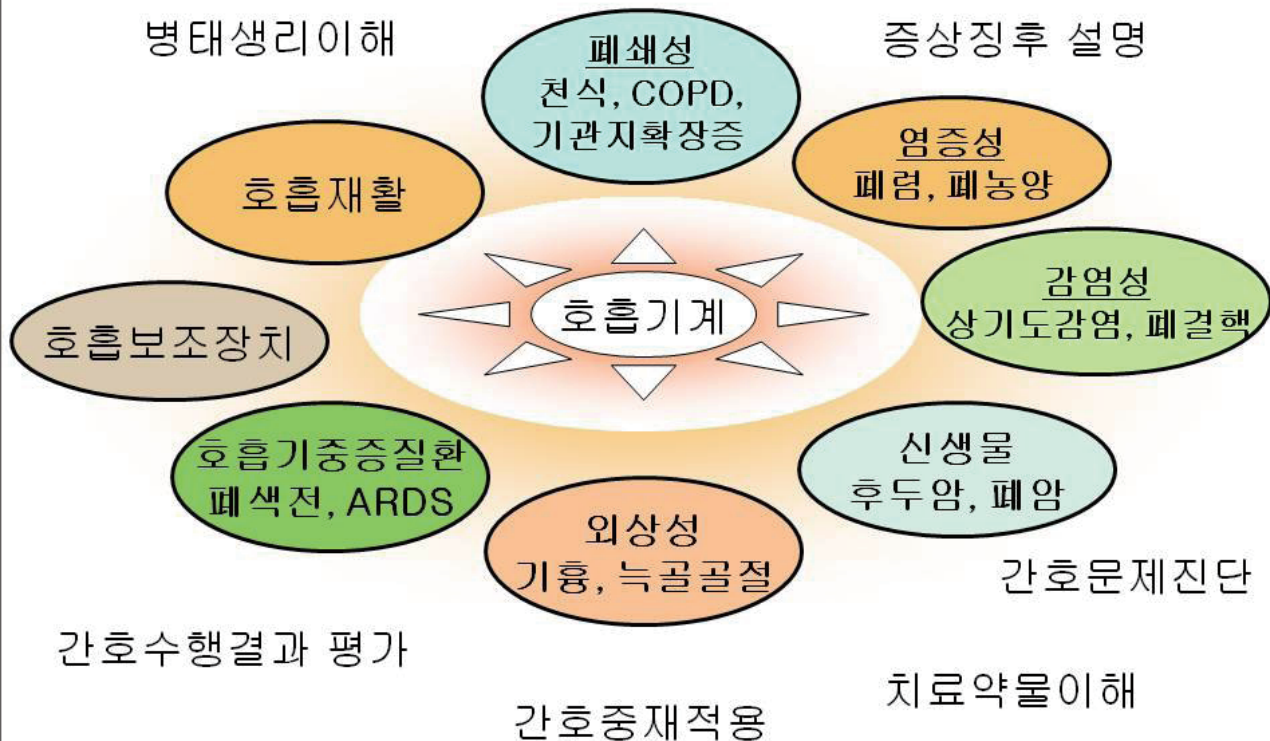 병태생리이해
증상징후 설명
폐쇄성
천식, COPD,
기관지확장증
염증성
폐렴, 폐농양
호흡재활
감염성
상기도감염, 폐결핵
호흡기계
호흡보조장치
호흡기중증질환
폐색전, ARDS
신생물
후두암, 폐암
외상성
기흉, 늑골골절
간호문제진단
간호수행결과 평가
치료약물이해
간호중재적용